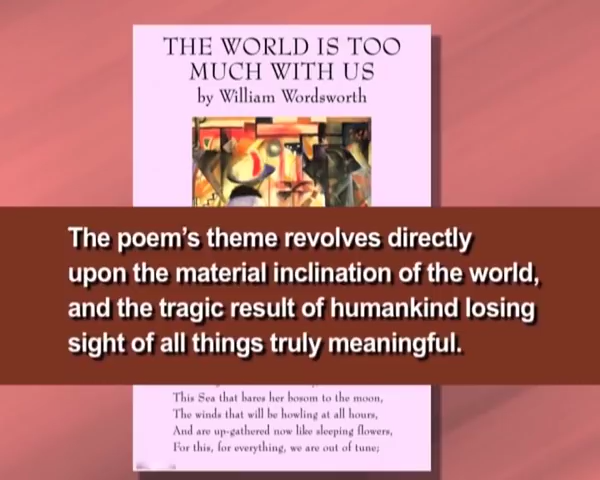 THE WORLD IS TOO
MUCH WITH US
by William Wordsworth
The poem's theme revolves directly
upon the material inclination of the world,
and the tragic result of humankind losing
sight of all things truly meaningful.
This Sea that bares her bosom to the moon,
The winds that will be howling at all hours,
And are up-gathered now like sleeping flowers,
For this, for everything, we are out of tune;